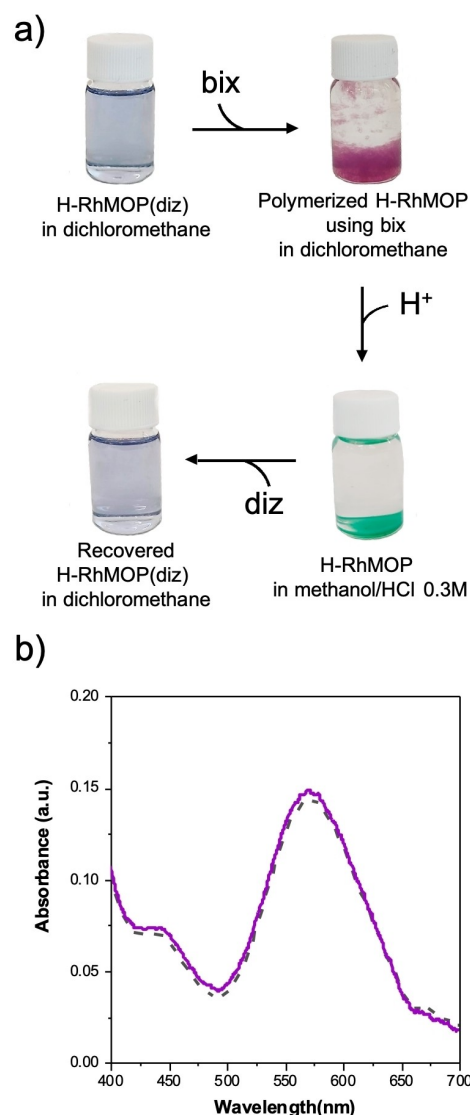 a)
bix
H-RhMOP(diz)
in dichloromethane
Polymerized H-RhMOP
using bix
in dichloromethane
H⁺
diz
Recovered
H-RhMOP(diz)
in dichloromethane
H-RhMOP
in methanol/HCl 0.3M
b)
0.20
0.15
0.10
0.05
0.00
Absorbance (a.u.)
400 450 500 550 600 650 700
Wavelength(nm)